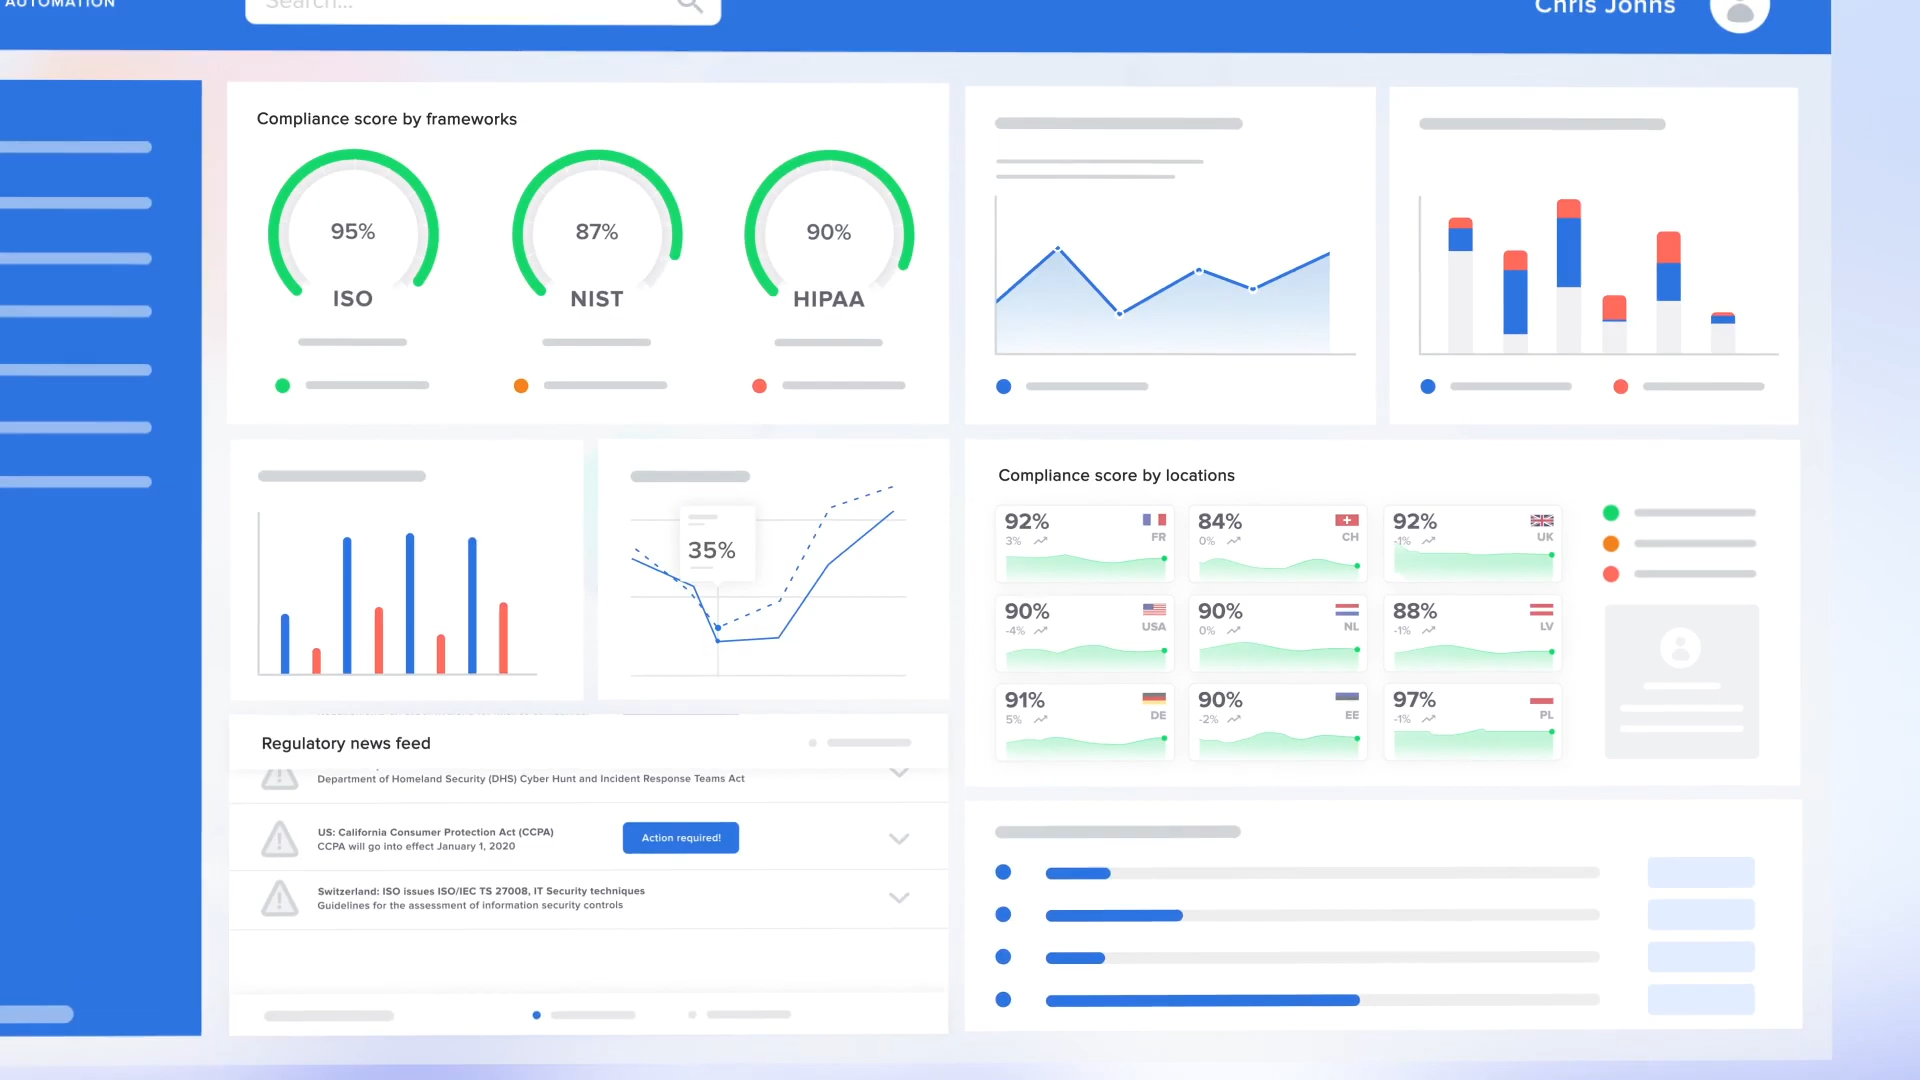 AUTOMATION
Search...
Chris Johns
Compliance score by frameworks
95%
ISO
87%
NIST
90%
HIPAA
35%
Compliance score by locations
92%
FR
3%
84%
CH
0%
92%
UK
-1%
90%
USA
-4%
90%
NL
0%
88%
LV
-1%
91%
DE
5%
90%
EE
-2%
97%
PL
-1%
Regulatory news feed
Department of Homeland Security (DHS) Cyber Hunt and Incident Response Teams Act
US: California Consumer Protection Act (CCPA)
CCPA will go into effect January 1, 2020
Action required!
Switzerland: ISO issues ISO/IEC TS 27008, IT Security techniques
Guidelines for the assessment of information security controls